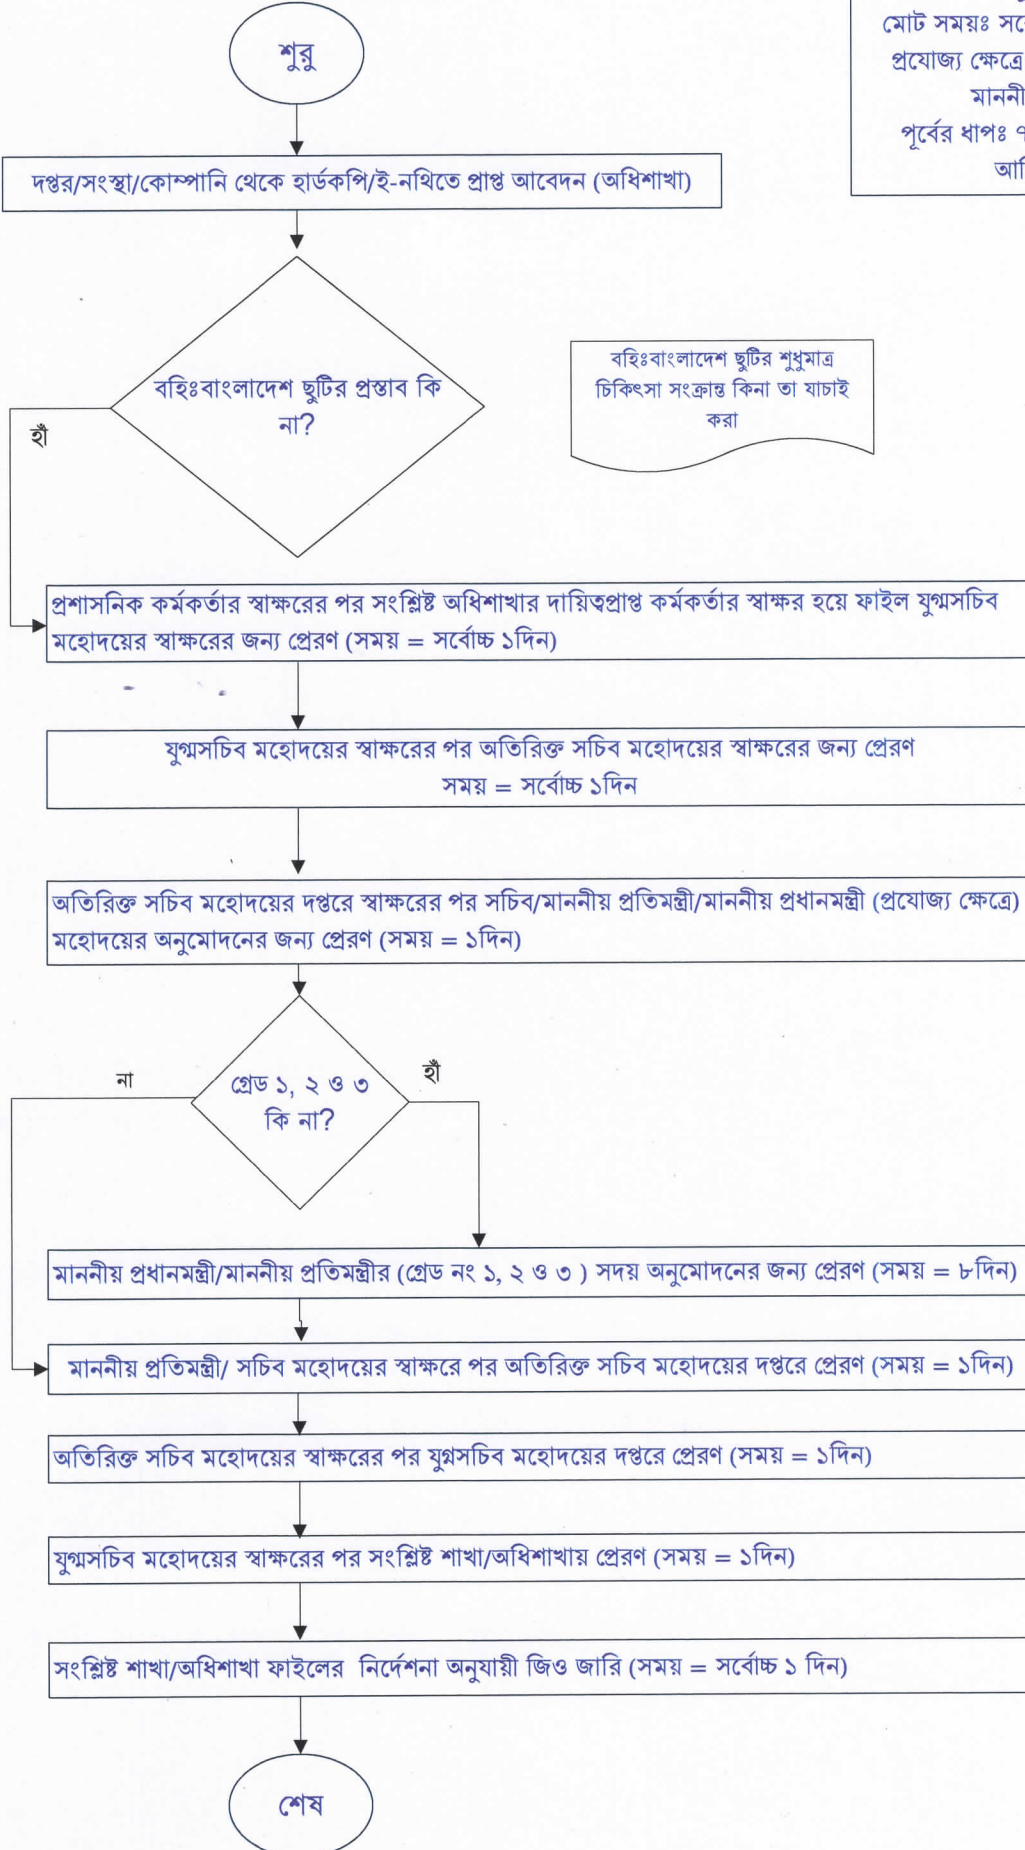 শুরু
মোট সময়ঃ
প্রযোজ্য ক্ষেত্রে
মাননী
পূর্বের ধাপঃ
দপ্তর/সংস্থা/কোম্পানি থেকে হার্ডকপি/ই-নথিতে প্রাপ্ত আবেদন (অধিশাখা)
বহিঃবাংলাদেশ ছুটির প্রস্তাব কি
না?
বহিঃবাংলাদেশ ছুটির শুধুমাত্র
চিকিৎসা সংক্রান্ত কিনা তা যাচাই
করা
হাঁ
প্রশাসনিক কর্মকর্তার স্বাক্ষরের পর সংশ্লিষ্ট অধিশাখার দায়িত্বপ্রাপ্ত কর্মকর্তার স্বাক্ষর হয়ে ফাইল যুগ্মসচিব
মহোদয়ের স্বাক্ষরের জন্য প্রেরণ (সময় = সর্বোচ্চ ১দিন)
যুগ্মসচিব মহোদয়ের স্বাক্ষরের পর অতিরিক্ত সচিব মহোদয়ের স্বাক্ষরের জন্য প্রেরণ
সময় = সর্বোচ্চ ১দিন
অতিরিক্ত সচিব মহোদয়ের দপ্তরে স্বাক্ষরের পর সচিব/মাননীয় প্রতিমন্ত্রী/মাননীয় প্রধানমন্ত্রী (প্রযোজ্য ক্ষেত্রে)
মহোদয়ের অনুমোদনের জন্য প্রেরণ (সময় = ১দিন)
না
হাঁ
গ্রেড ১, ২ ও ৩
কি না?
মাননীয় প্রধানমন্ত্রী/মাননীয় প্রতিমন্ত্রীর (গ্রেড নং ১, ২ ও ৩ ) সদয় অনুমোদনের জন্য প্রেরণ (সময় = ৮দিন)
মাননীয় প্রতিমন্ত্রী/ সচিব মহোদয়ের স্বাক্ষরে পর অতিরিক্ত সচিব মহোদয়ের দপ্তরে প্রেরণ (সময় = ১দিন)
অতিরিক্ত সচিব মহোদয়ের স্বাক্ষরের পর যুগ্মসচিব মহোদয়ের দপ্তরে প্রেরণ (সময় = ১দিন)
যুগ্মসচিব মহোদয়ের স্বাক্ষরের পর সংশ্লিষ্ট শাখা/অধিশাখায় প্রেরণ (সময় = ১দিন)
সংশ্লিষ্ট শাখা/অধিশাখা ফাইলের নির্দেশনা অনুযায়ী জিও জারি (সময় = সর্বোচ্চ ১ দিন)
শেষ